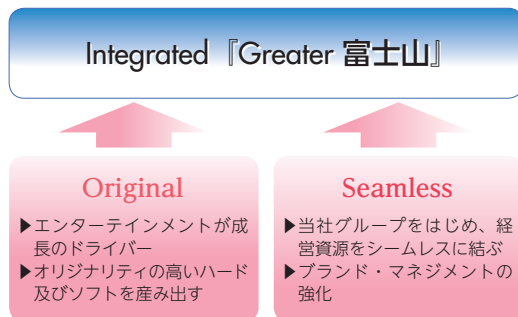 Integrated『Greater 富士山』
Original
▶エンターテインメントが成
長のドライバー
▶オリジナリティの高いハード
及びソフトを産み出す
Seamless
▶当社グループをはじめ、経
営資源をシームレスに結ぶ
▶ブランド・マネジメントの
強化